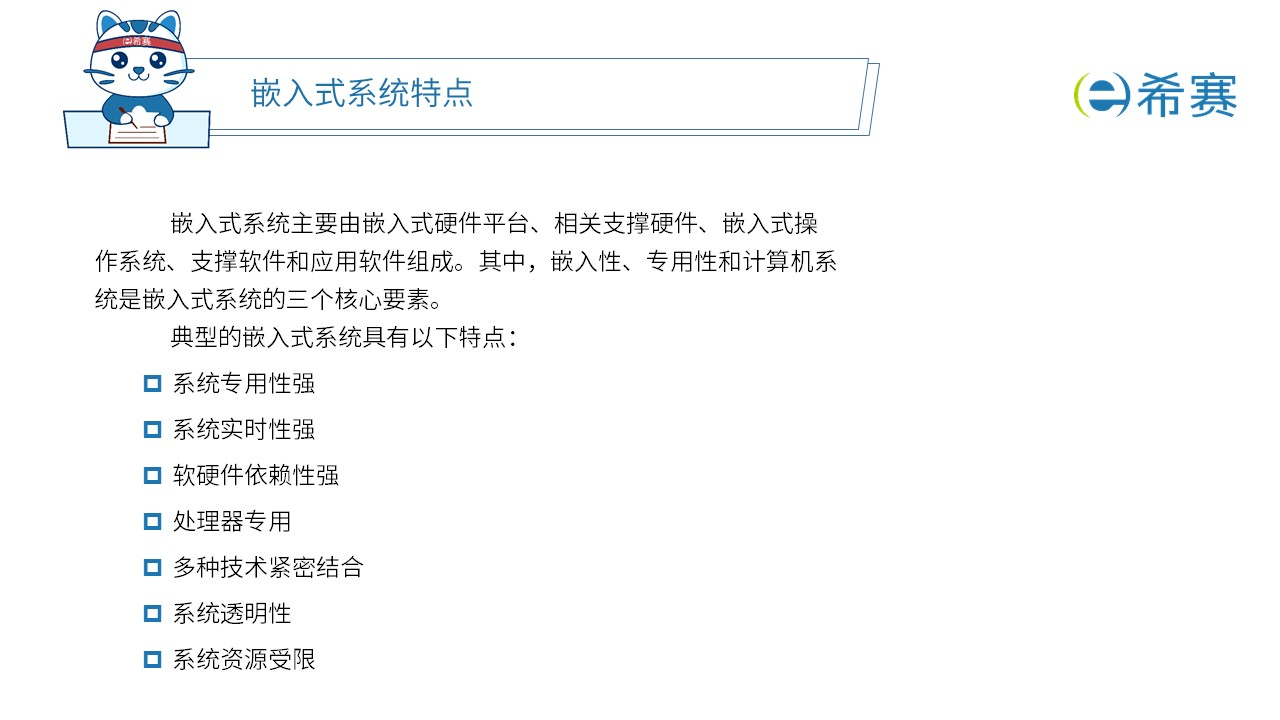 希赛
嵌入式系统特点
希赛
嵌入式系统主要由嵌入式硬件平台、相关支撑硬件、嵌入式操
作系统、支撑软件和应用软件组成。其中，嵌入性、专用性和计算机系
统是嵌入式系统的三个核心要素。
典型的嵌入式系统具有以下特点：
系统专用性强
系统实时性强
软硬件依赖性强
处理器专用
多种技术紧密结合
系统透明性
系统资源受限